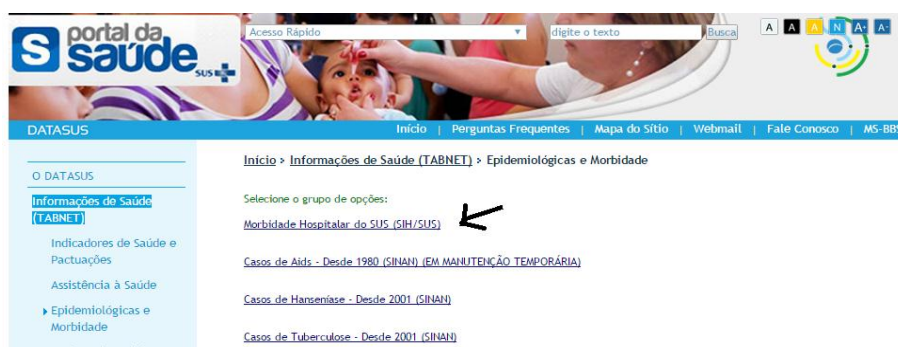 S portal da
saúde
SUS
Acesso Rápido
digite o texto
Busca
A A A N A+ A-
DATASUS
Início | Perguntas Frequentes | Mapa do Sítio | Webmail | Fale Conosco | MS-BBS
Início > Informações de Saúde (TABNET) > Epidemiológicas e Morbidade
O DATASUS
Informações de Saúde
(TABNET)
Indicadores de Saúde e
Pactuações
Assistência à Saúde
Epidemiológicas e
Morbidade
Selecione o grupo de opções:
Morbidade Hospitalar do SUS (SIH/SUS)
Casos de Aids - Desde 1980 (SINAN) (EM MANUTENÇÃO TEMPORÁRIA)
Casos de Hanseníase - Desde 2001 (SINAN)
Casos de Tuberculose - Desde 2001 (SINAN)